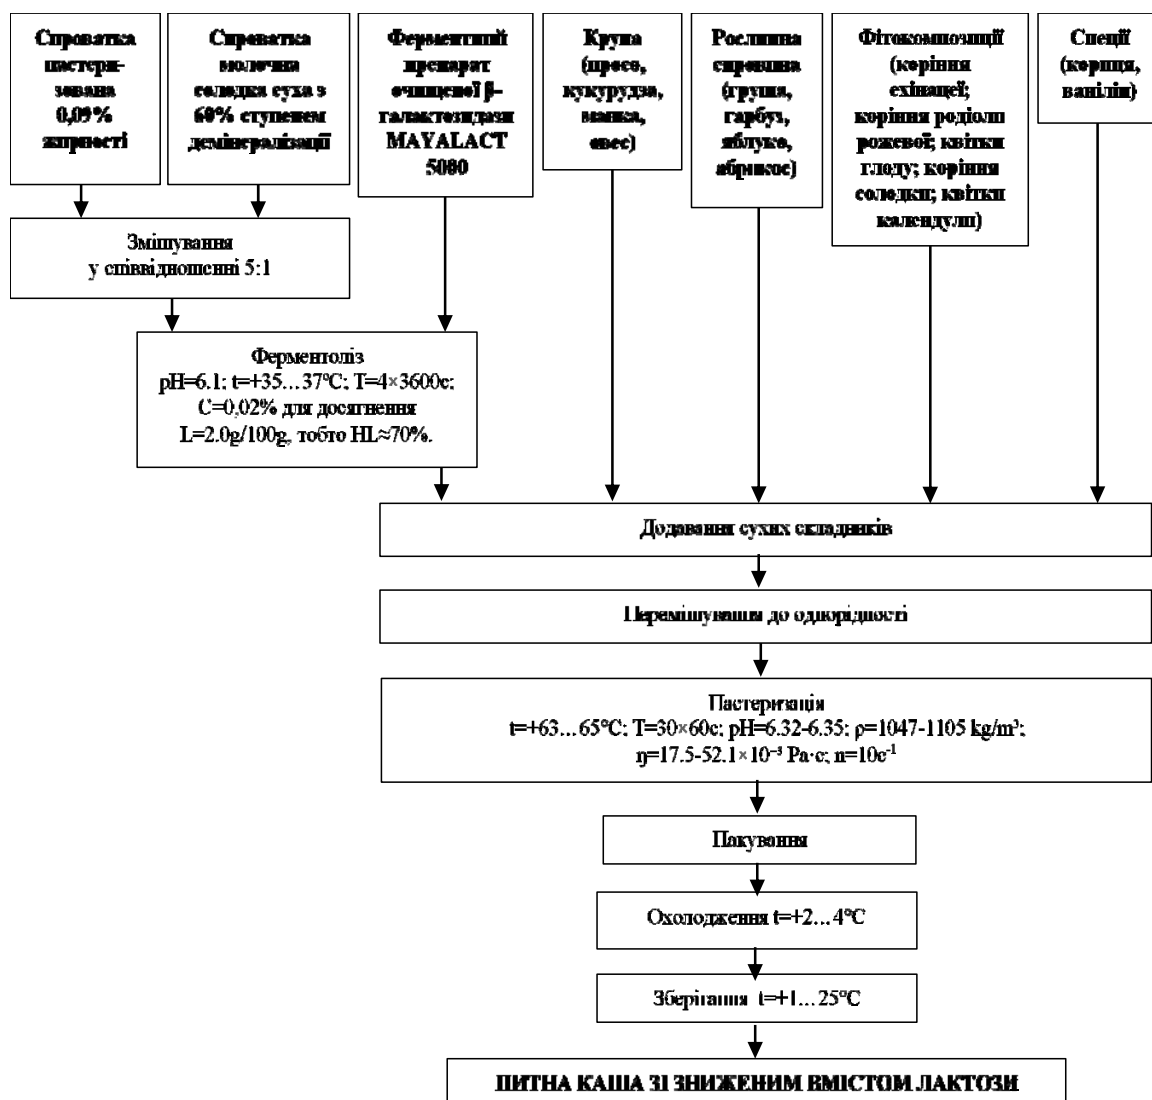 Сироватка
пастери-
зована
0,09%
жирності
Сироватка
молочна
солодка суха з
60% ступенем
демінералізації
Ферментний
препарат
очищеної β-
галактозидази
MAYALACT
5000
Крупа
(просо,
кукурудза,
манка,
овес)
Рослинна
сировина
(груша,
гарбуз,
яблуко,
абрикос)
Фітокомпозиції
(коріння
ехінацеї;
коріння родіоли
рожевої; квітки
глоду; коріння
солодки; квітки
календули)
Спеції
(кориця,
ванілін)
Змішування
у співвідношенні 5:1
Ферментоліз
pH=6.1; t=+35…37°C; T=4×3600с;
C=0,02% для досягнення
L=2.0g/100g, тобто HL≈70%.
Додавання сухих складників
Перемішування до однорідності
Пастеризація
t=+63…65°C; T=30×60с; pH=6.32-6.35; ρ=1047-1105 kg/m³;
η=17.5-52.1×10⁻³ Pa·с; n=10с⁻¹
Пакування
Охолодження t=+2…4°C
Зберігання t=+1…25°C
ПИТНА КАША ЗІ ЗНИЖЕНИМ ВМІСТОМ ЛАКТОЗИ